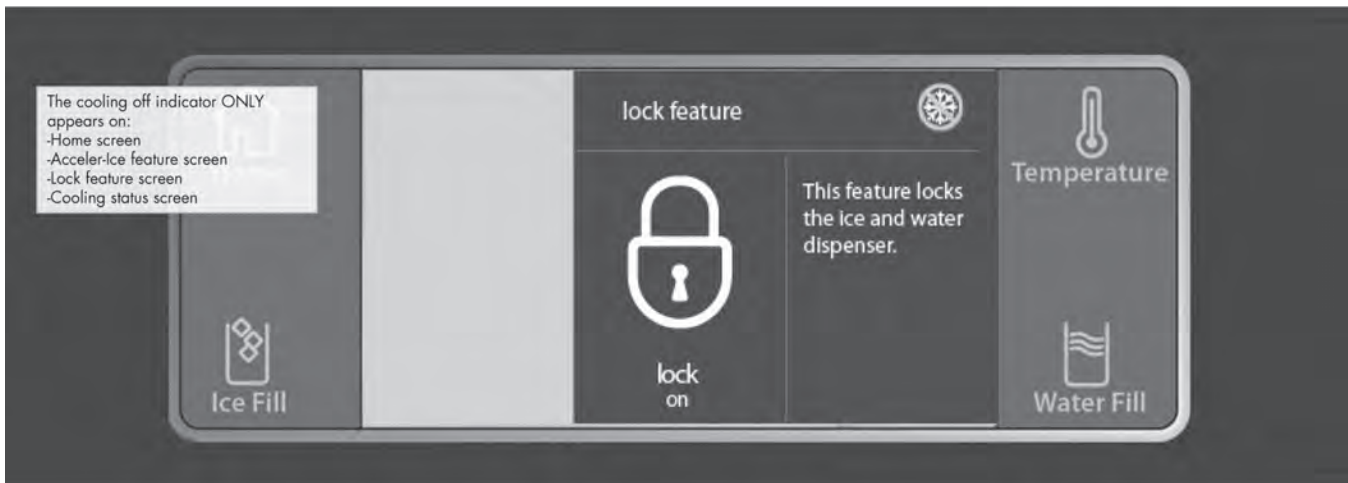 The cooling off indicator ONLY
appears on:
-Home screen
-Acceler-Ice feature screen
-Lock feature screen
-Cooling status screen
lock feature
Temperature
This feature locks
the ice and water
dispenser.
lock
on
Ice Fill
Water Fill